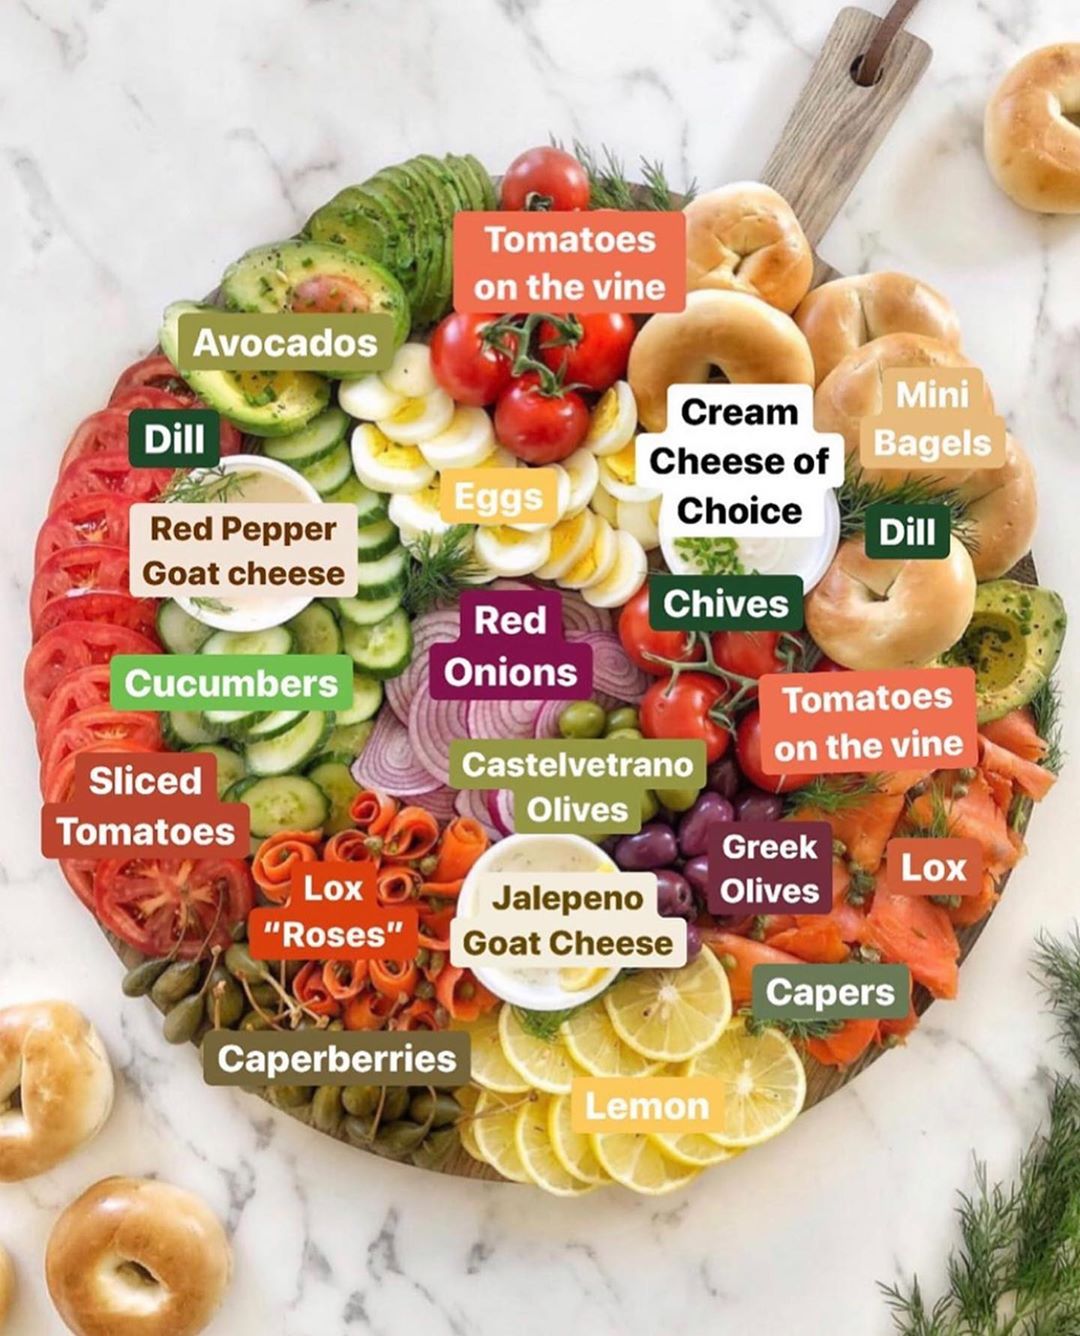 Tomatoes
on the vine
Avocados
Mini
Bagels
Cream
Cheese of
Choice
Dill
Eggs
Dill
Red Pepper
Goat cheese
Chives
Red
Onions
Cucumbers
Tomatoes
on the vine
Castelvetrano
Olives
Sliced
Tomatoes
Greek
Olives
Lox
Lox
"Roses"
Jalepeno
Goat Cheese
Capers
Caperberries
Lemon